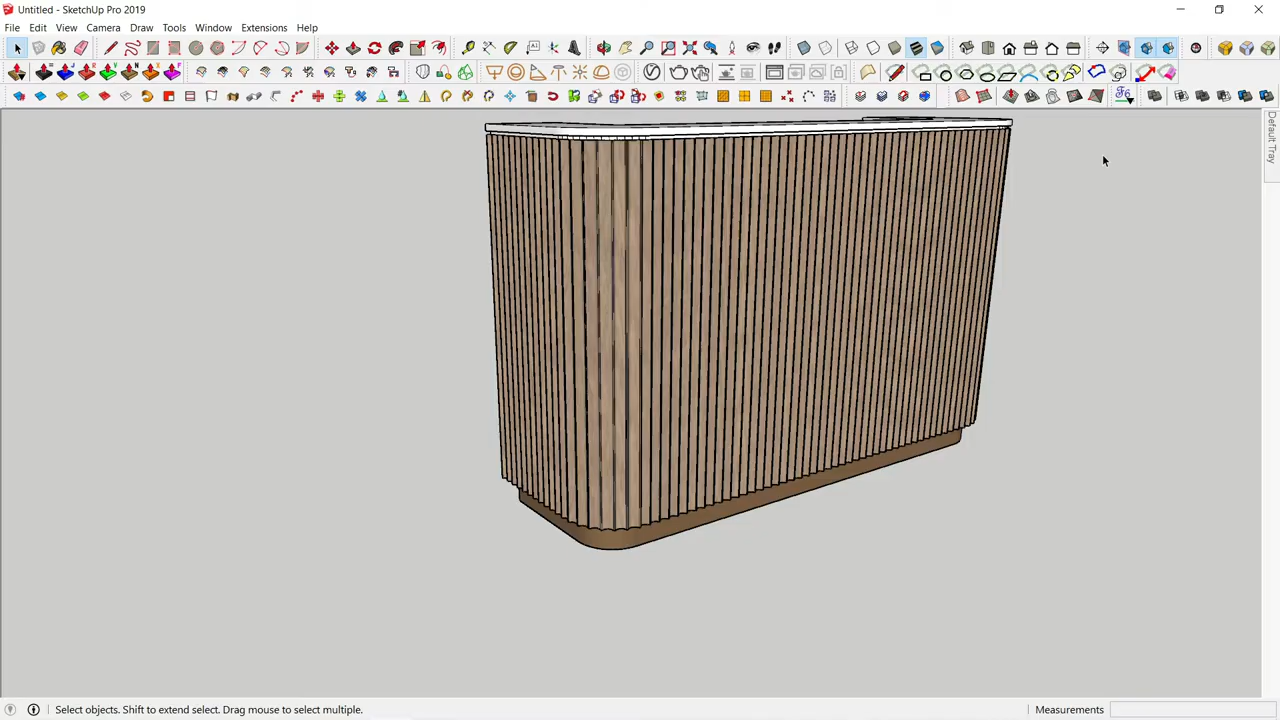 Untitled - SketchUp Pro 2019
File Edit View Camera Draw Tools Window Extensions Help
Default Tray
Select objects. Shift to extend select. Drag mouse to select multiple.
Measurements